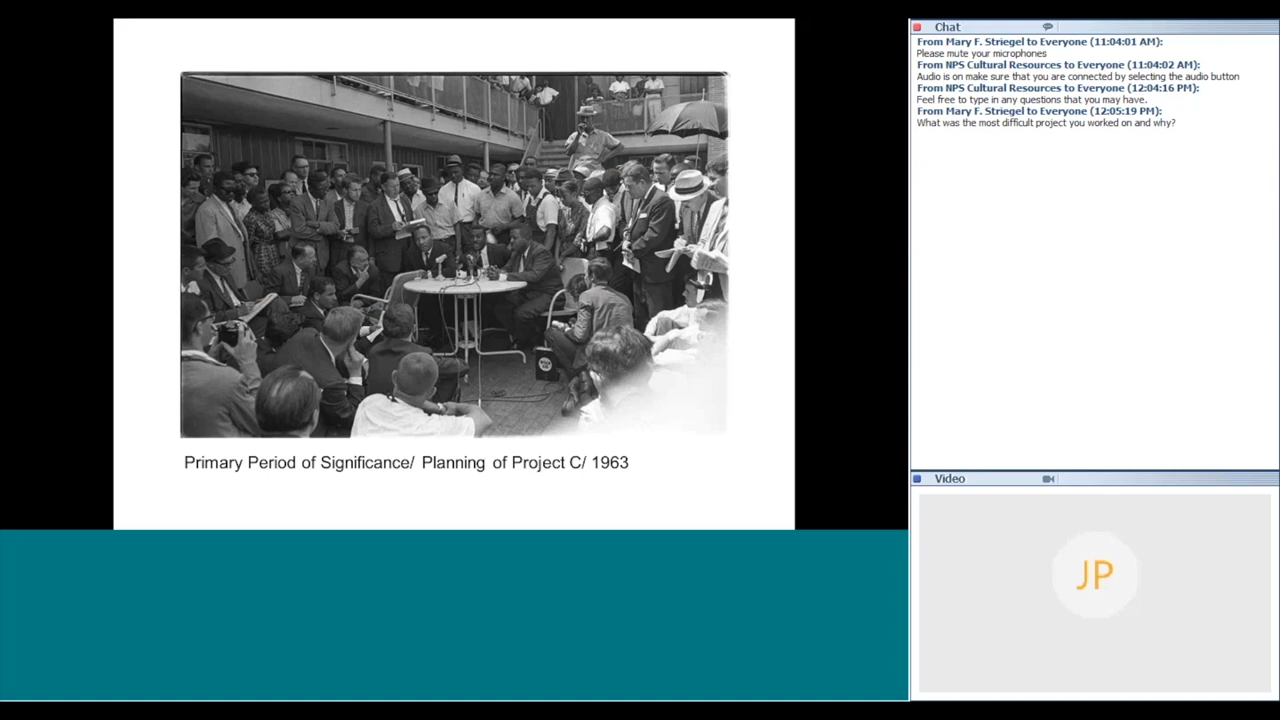 Primary Period of Significance/ Planning of Project C/ 1963
Chat
From Mary F. Striegel to Everyone (11:04:01 AM):
Please mute your microphones
From NPS Cultural Resources to Everyone (11:04:02 AM):
Audio is on make sure that you are connected by selecting the audio button
From NPS Cultural Resources to Everyone (12:04:16 PM):
Feel free to type in any questions that you may have.
From Mary F. Striegel to Everyone (12:05:19 PM):
What was the most difficult project you worked on and why?
Video
JP